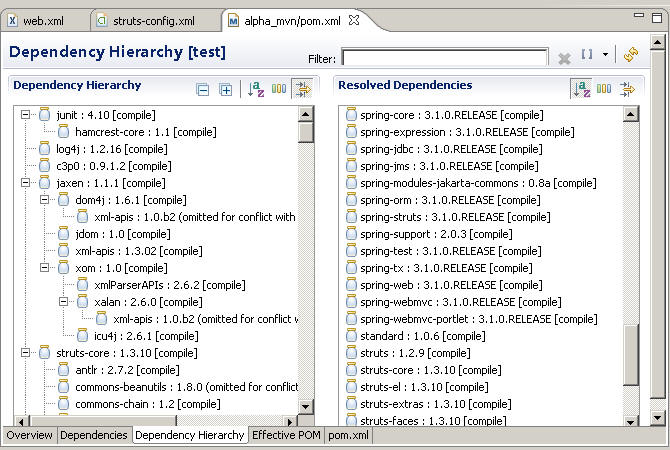 web.xml
struts-config.xml
alpha_mvn/pom.xml
Dependency Hierarchy [test]
Filter:
Dependency Hierarchy
junit : 4.10 [compile]
hamcrest-core : 1.1 [compile]
log4j : 1.2.16 [compile]
c3p0 : 0.9.1.2 [compile]
jaxen : 1.1.1 [compile]
dom4j : 1.6.1 [compile]
xml-apis : 1.0.b2 (omitted for conflict with
jdom : 1.0 [compile]
xml-apis : 1.3.02 [compile]
xom : 1.0 [compile]
xmlParserAPIs : 2.6.2 [compile]
xalan : 2.6.0 [compile]
xml-apis : 1.0.b2 (omitted for conflict w
icu4j : 2.6.1 [compile]
struts-core : 1.3.10 [compile]
antlr : 2.7.2 [compile]
commons-beanutils : 1.8.0 (omitted for conflict
commons-chain : 1.2 [compile]
Resolved Dependencies
spring-core : 3.1.0.RELEASE [compile]
spring-expression : 3.1.0.RELEASE [compile]
spring-jdbc : 3.1.0.RELEASE [compile]
spring-jms : 3.1.0.RELEASE [compile]
spring-modules-jakarta-commons : 0.8a [compile]
spring-orm : 3.1.0.RELEASE [compile]
spring-struts : 3.1.0.RELEASE [compile]
spring-support : 2.0.3 [compile]
spring-test : 3.1.0.RELEASE [compile]
spring-tx : 3.1.0.RELEASE [compile]
spring-web : 3.1.0.RELEASE [compile]
spring-webmvc : 3.1.0.RELEASE [compile]
spring-webmvc-portlet : 3.1.0.RELEASE [compile]
standard : 1.0.6 [compile]
struts : 1.2.9 [compile]
struts-core : 1.3.10 [compile]
struts-el : 1.3.10 [compile]
struts-extras : 1.3.10 [compile]
struts-faces : 1.3.10 [compile]
Overview
Dependencies
Dependency Hierarchy
Effective POM
pom.xml